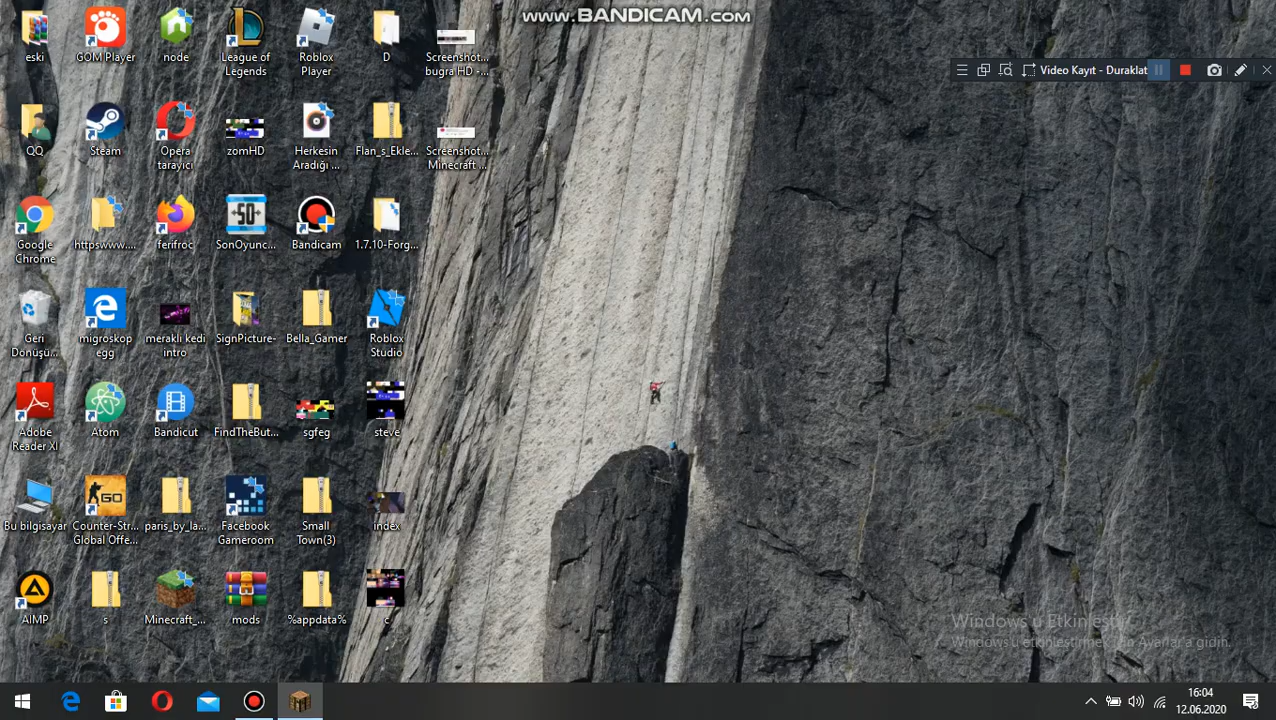 www.BANDICAM.com
Video Kayıt - Duraklat
eski
GOM Player
node
League of
Legends
Roblox
Player
D
Screenshot...
bugra HD -...
QQ
Steam
Opera
tarayıcı
zomHD
Herkesin
Aradığı ...
Flan_s_Ekle...
Screenshot...
Minecraft ...
Google
Chrome
httpswww....
ferifroc
SO
SonOyunc...
Bandicam
1.7.10-Forg...
Geri
Dönüşü...
migroskop
egg
meraklı kedi
intro
SignPicture-
Bella_Gamer
Roblox
Studio
Adobe
Reader XI
Atom
Bandicut
FindTheBut...
sgfeg
steve
Bu bilgisayar
GO
Counter-Str...
Global Offe...
paris_by_la...
Facebook
Gameroom
Small
Town(3)
index
AIMP
s
Minecraft_...
mods
%appdata%
c
Windows'u Etkinleştir
Windows'u etkinleştirmek için Ayarlar'a gidin.
16:04
12.06.2020